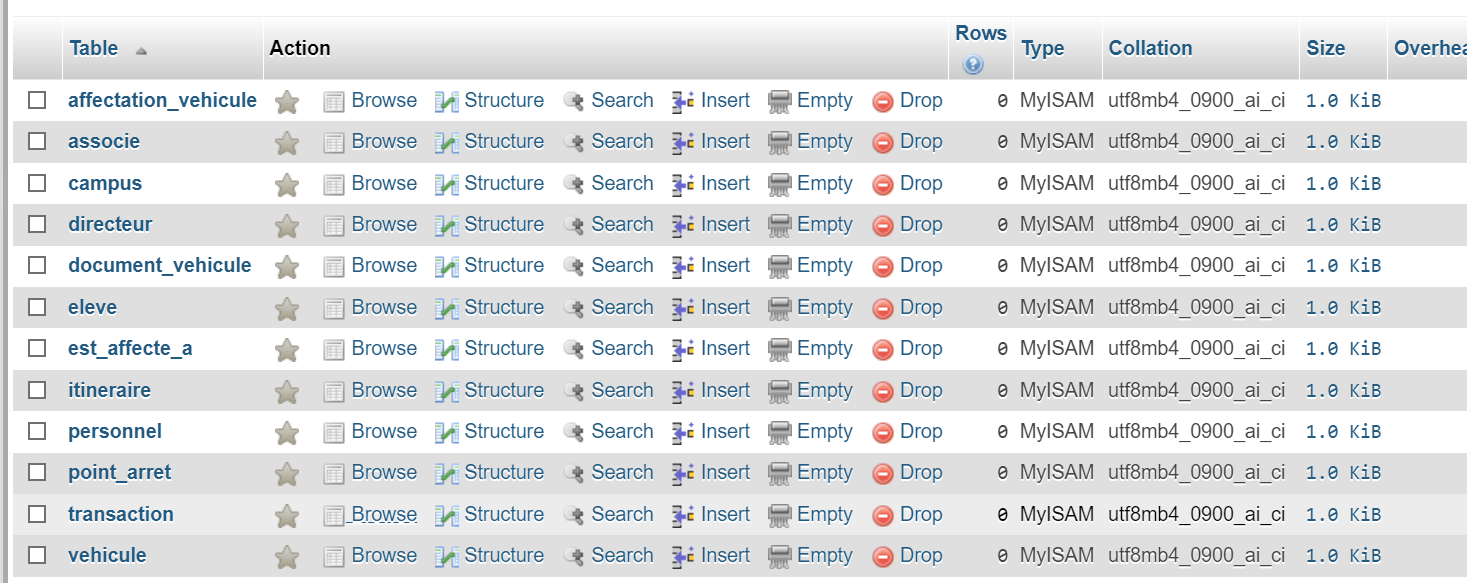 Table Action Rows Type Collation Size Overhea
affectation_vehicule Browse Structure Search Insert Empty Drop 0 MyISAM utf8mb4_0900_ai_ci 1.0 KiB
associe Browse Structure Search Insert Empty Drop 0 MyISAM utf8mb4_0900_ai_ci 1.0 KiB
campus Browse Structure Search Insert Empty Drop 0 MyISAM utf8mb4_0900_ai_ci 1.0 KiB
directeur Browse Structure Search Insert Empty Drop 0 MyISAM utf8mb4_0900_ai_ci 1.0 KiB
document_vehicule Browse Structure Search Insert Empty Drop 0 MyISAM utf8mb4_0900_ai_ci 1.0 KiB
eleve Browse Structure Search Insert Empty Drop 0 MyISAM utf8mb4_0900_ai_ci 1.0 KiB
est_affecte_a Browse Structure Search Insert Empty Drop 0 MyISAM utf8mb4_0900_ai_ci 1.0 KiB
itineraire Browse Structure Search Insert Empty Drop 0 MyISAM utf8mb4_0900_ai_ci 1.0 KiB
personnel Browse Structure Search Insert Empty Drop 0 MyISAM utf8mb4_0900_ai_ci 1.0 KiB
point_arret Browse Structure Search Insert Empty Drop 0 MyISAM utf8mb4_0900_ai_ci 1.0 KiB
transaction Browse Structure Search Insert Empty Drop 0 MyISAM utf8mb4_0900_ai_ci 1.0 KiB
vehicule Browse Structure Search Insert Empty Drop 0 MyISAM utf8mb4_0900_ai_ci 1.0 KiB